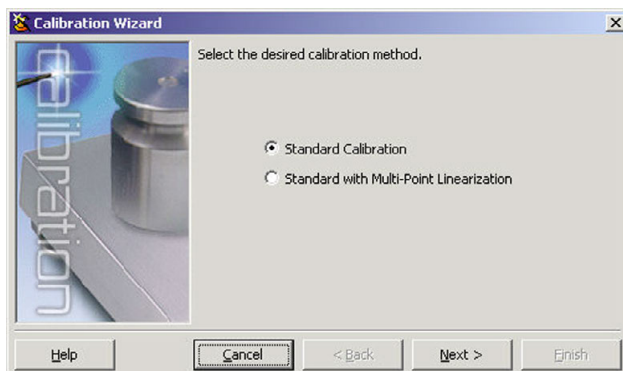 Calibration Wizard
Select the desired calibration method.
Standard Calibration
Standard with Multi-Point Linearization
calibration
Help
Cancel
< Back
Next >
Finish